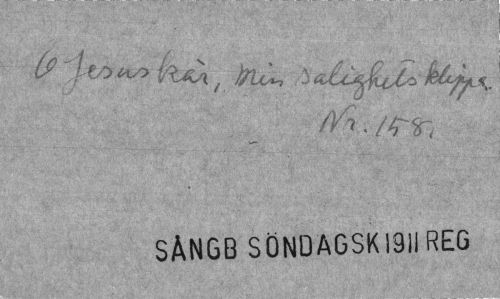 O Jesus kär, min salighets klippa.
Nr. 158.
SÅNGB SÖNDAGSK 1911 REG